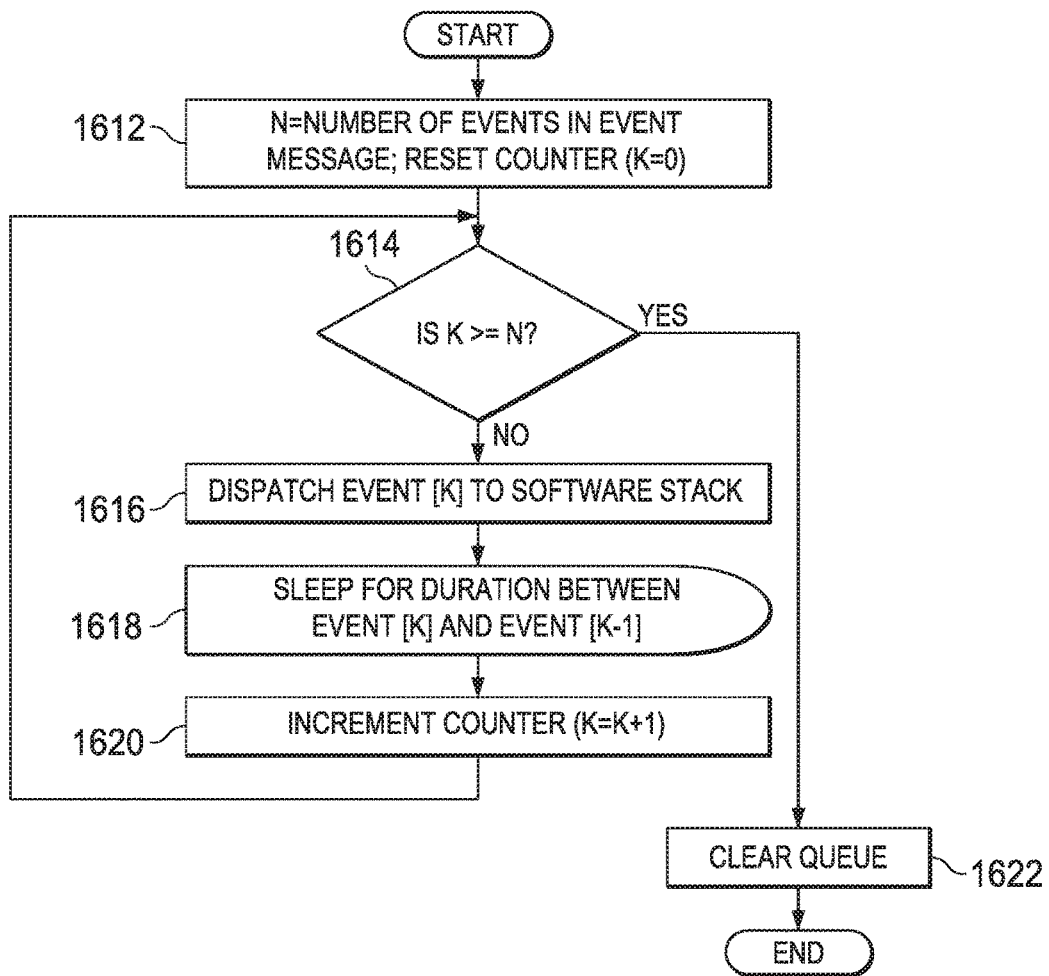 START
1612
N=NUMBER OF EVENTS IN EVENT
MESSAGE; RESET COUNTER (K=0)
1614
IS K >= N?
YES
NO
1616
DISPATCH EVENT [K] TO SOFTWARE STACK
1618
SLEEP FOR DURATION BETWEEN
EVENT [K] AND EVENT [K-1]
1620
INCREMENT COUNTER (K=K+1)
CLEAR QUEUE
1622
END